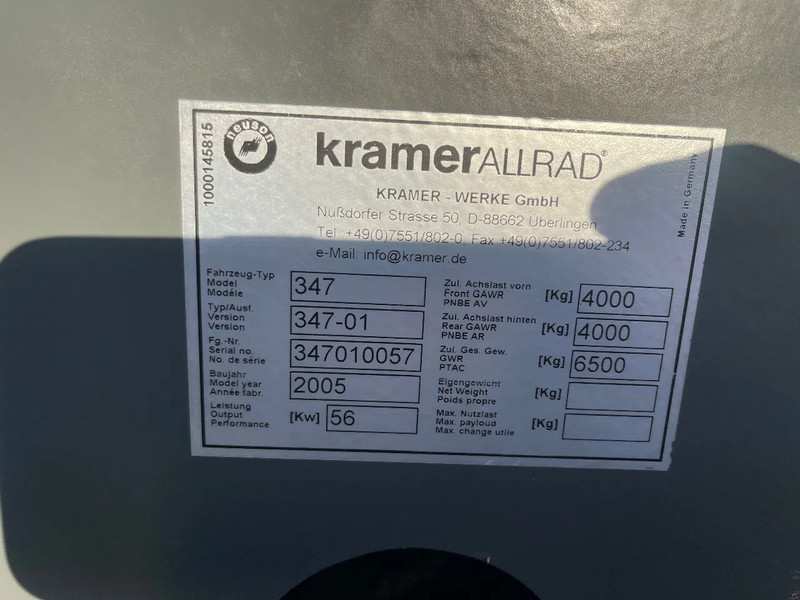 neuson
1000145815
kramerALLRAD®
KRAMER - WERKE GmbH
Nußdorfer Strasse 50, D-88662 Überlingen
Tel: +49(0)7551/802-0, Fax +49(0)7551/802-234
e-Mail: info@kramer.de
Made in Germany
Fahrzeug-Typ
Model
Modéle
347
Typ/Ausf.
Version
Version
347-01
Fg.-Nr.
Serial no.
No. de série
347010057
Baujahr
Model year
Année fabr.
2005
Leistung
Output
Performance
[Kw] 56
Zul. Achslast vorn
Front GAWR
PNBE AV
[Kg] 4000
Zul. Achslast hinten
Rear GAWR
PNBE AR
[Kg] 4000
Zul. Ges. Gew.
GWR
PTAC
[Kg] 6500
Eigengewicht
Net Weight
Poids propre
[Kg]
Max. Nutzlast
Max. payloud
Max. change utile
[Kg]